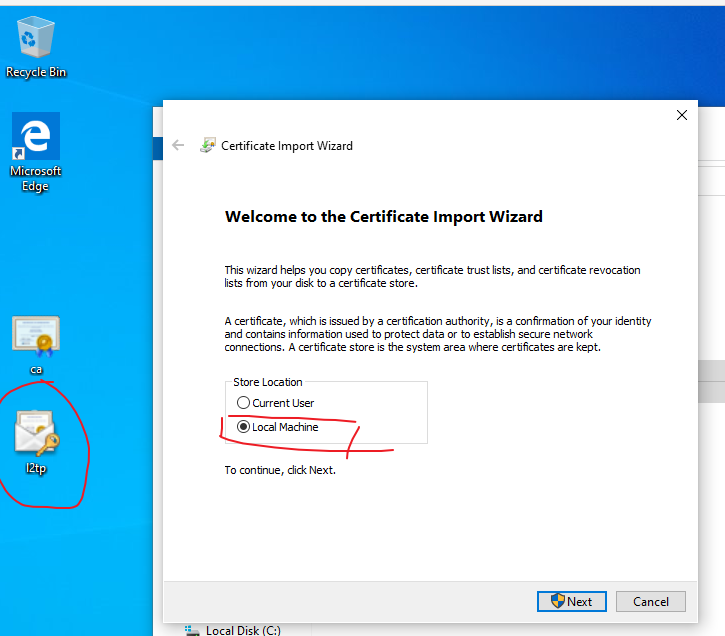 Recycle Bin
Microsoft
Edge
ca
l2tp
Certificate Import Wizard
Welcome to the Certificate Import Wizard
This wizard helps you copy certificates, certificate trust lists, and certificate revocation
lists from your disk to a certificate store.
A certificate, which is issued by a certification authority, is a confirmation of your identity
and contains information used to protect data or to establish secure network
connections. A certificate store is the system area where certificates are kept.
Store Location
Current User
Local Machine
To continue, click Next.
Next
Cancel
Local Disk (C:)